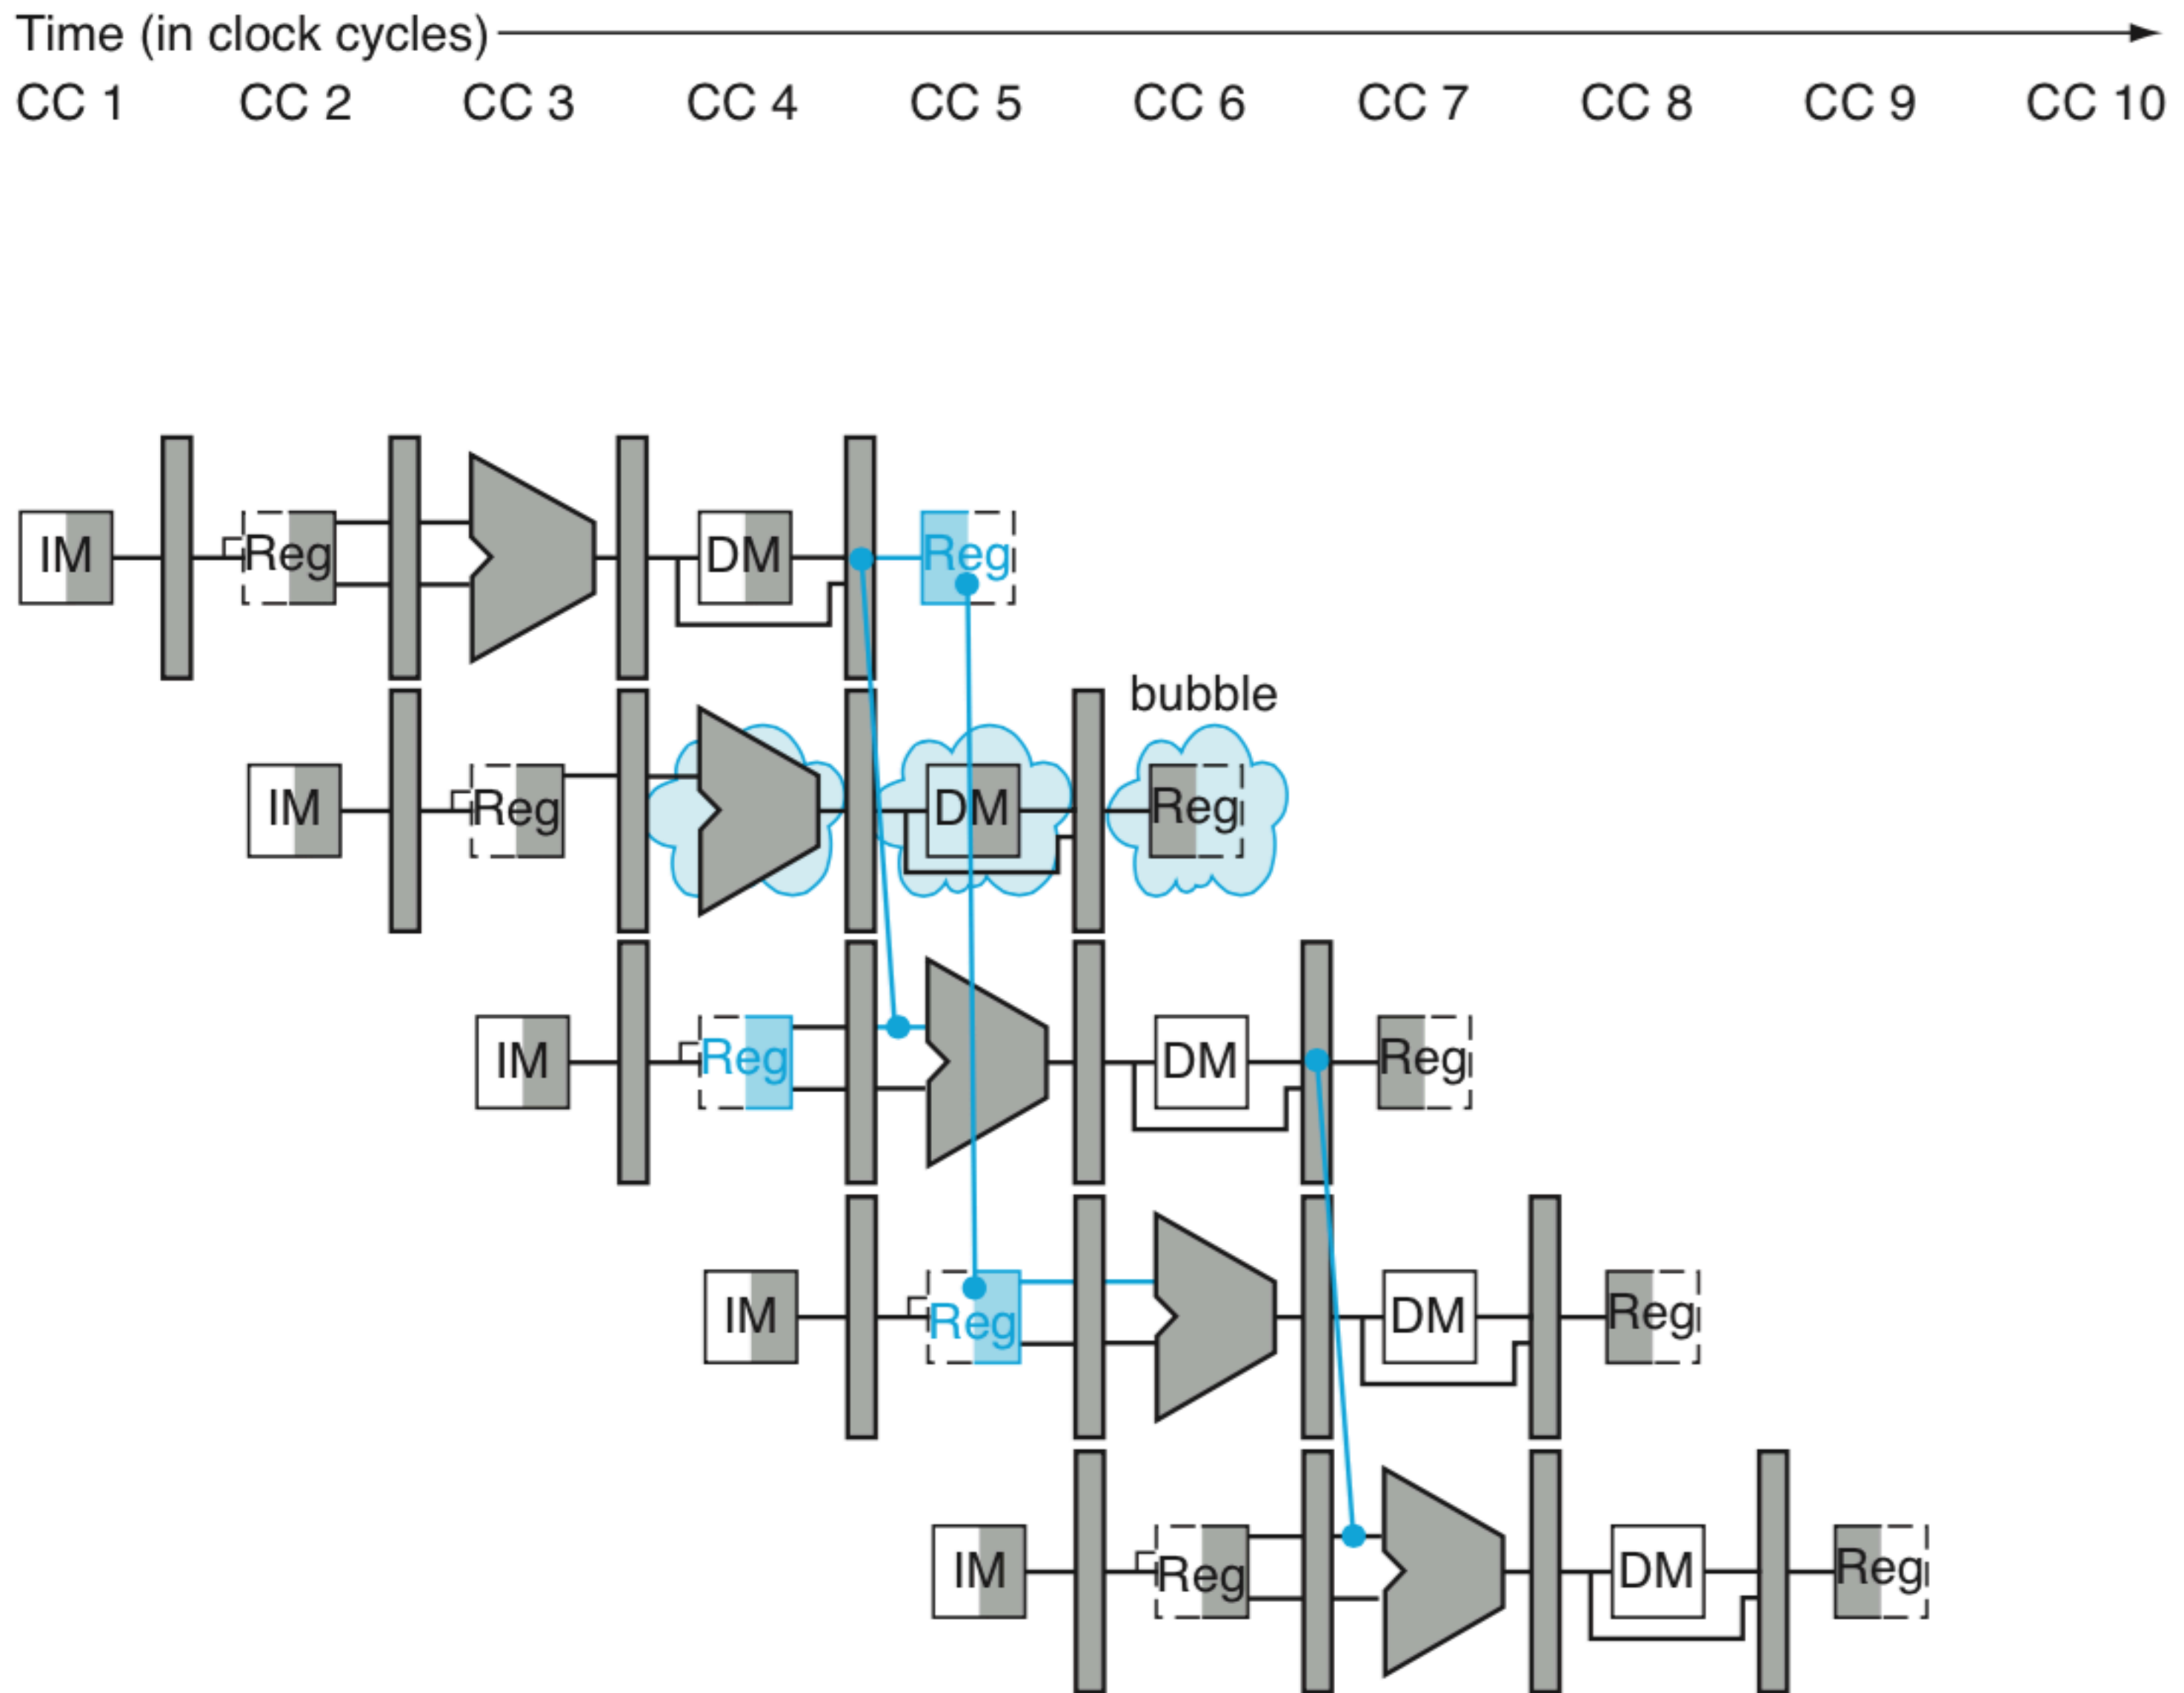 Time (in clock cycles)
CC 1 CC 2 CC 3 CC 4 CC 5 CC 6 CC 7 CC 8 CC 9 CC 10
IM Reg DM Reg
bubble
IM Reg DM Reg
IM Reg DM Reg
IM Reg DM Reg
IM Reg DM Reg